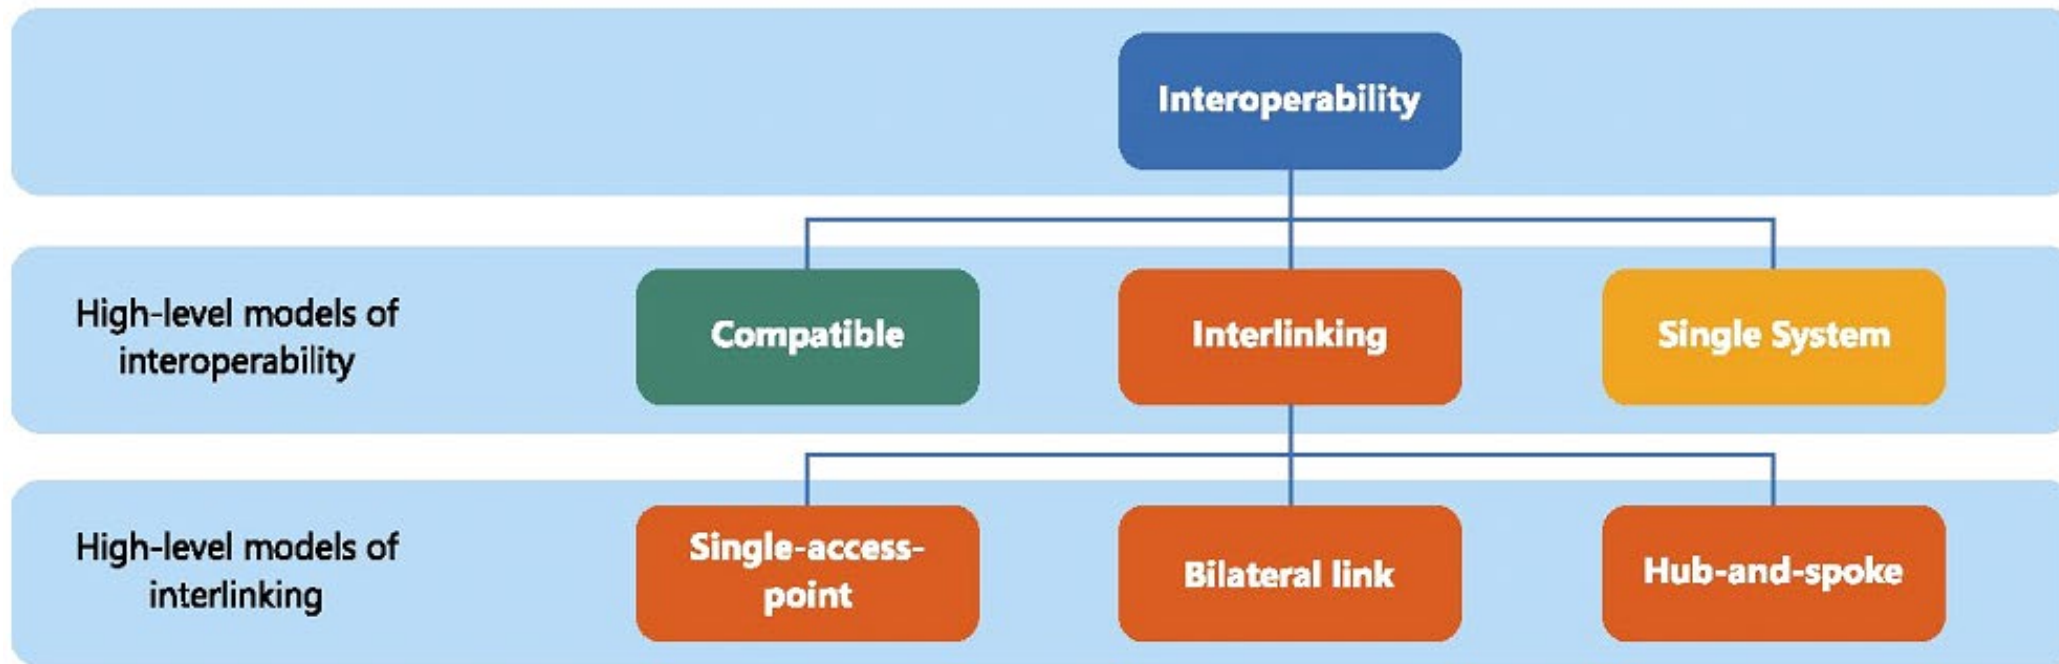 Interoperability
High-level models of
interoperability
Compatible
Interlinking
Single System
High-level models of
interlinking
Single-access-
point
Bilateral link
Hub-and-spoke